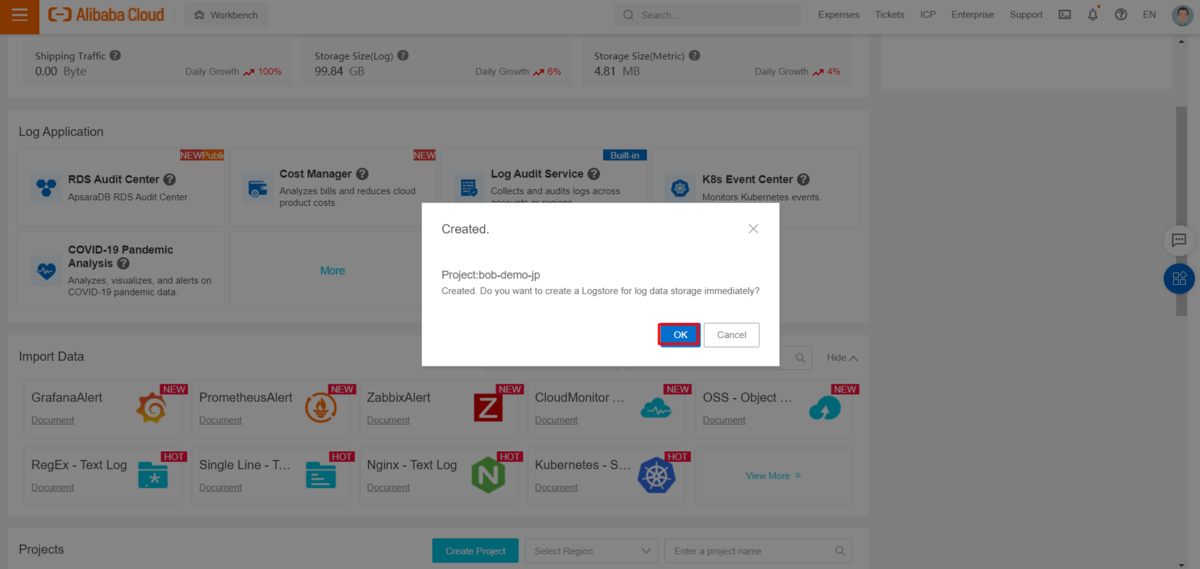 Alibaba Cloud
Workbench
Search...
Expenses
Tickets
ICP
Enterprise
Support
EN
Shipping Traffic
0.00 Byte
Daily Growth 100%
Storage Size(Log)
99.84 GB
Daily Growth 6%
Storage Size(Metric)
4.81 MB
Daily Growth 4%
Log Application
NEW
RDS Audit Center
ApsaraDB RDS Audit Center
NEW
Cost Manager
Analyzes bills and reduces cloud
product costs.
Built-in
Log Audit Service
Collects and audits logs across
accounts or regions.
K8s Event Center
Monitors Kubernetes events.
COVID-19 Pandemic
Analysis
Analyzes, visualizes, and alerts on
COVID-19 pandemic data.
More
Created.
Project:bob-demo-jp
Created. Do you want to create a Logstore for log data storage immediately?
OK
Cancel
Import Data
Hide
GrafanaAlert
NEW
Document
PrometheusAlert
NEW
Document
ZabbixAlert
NEW
Document
CloudMonitor ...
NEW
Document
OSS - Object ...
NEW
Document
RegEx - Text Log
HOT
Document
Single Line - T...
HOT
Document
Nginx - Text Log
HOT
Document
Kubernetes - S...
HOT
Document
View More
Projects
Create Project
Select Region
Enter a project name